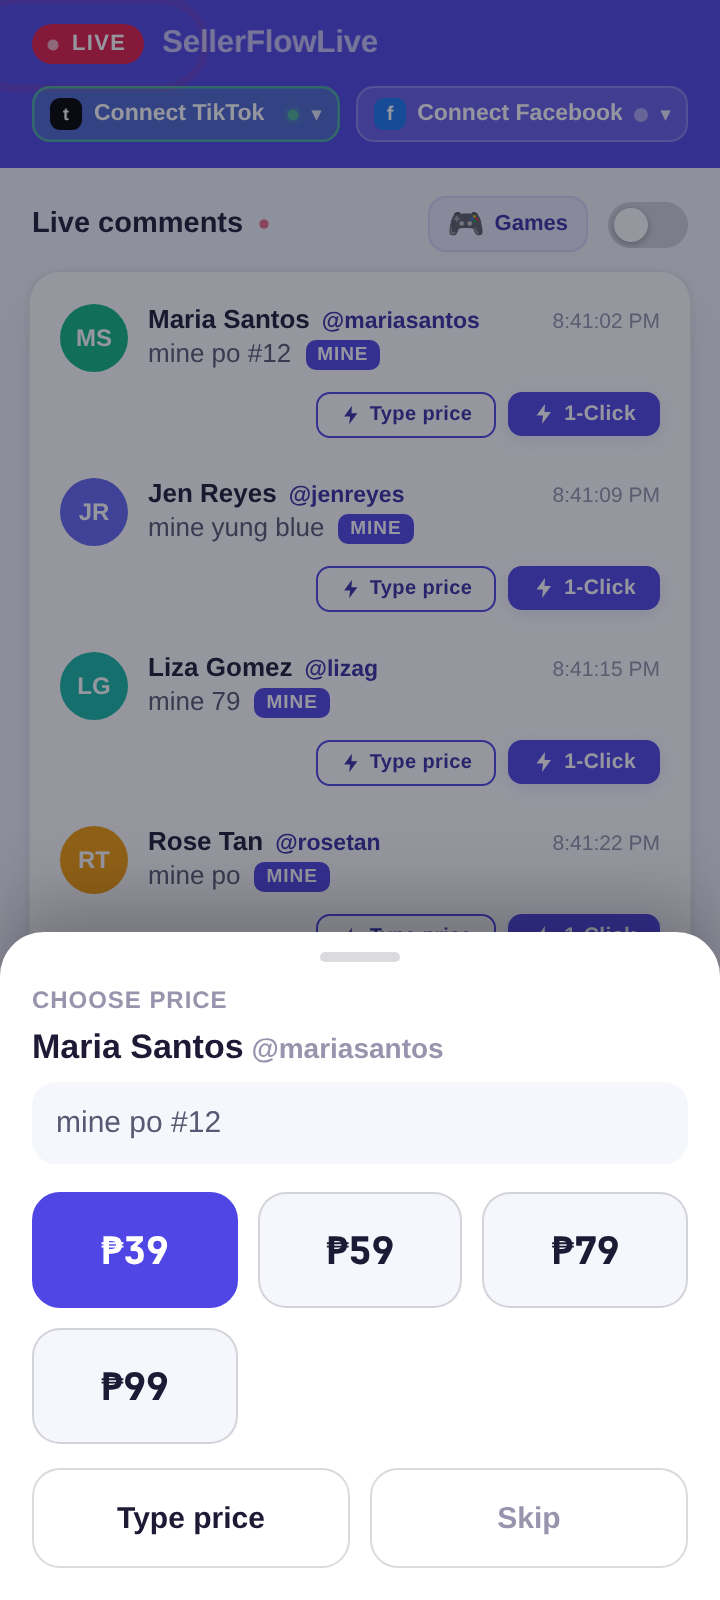 LIVE SellerFlowLive
t Connect TikTok ▼ f Connect Facebook ▼
Live comments Games
MS Maria Santos @mariasantos 8:41:02 PM
mine po #12 MINE
Type price 1-Click
JR Jen Reyes @jenreyes 8:41:09 PM
mine yung blue MINE
Type price 1-Click
LG Liza Gomez @lizag 8:41:15 PM
mine 79 MINE
Type price 1-Click
RT Rose Tan @rosetan 8:41:22 PM
mine po MINE
Type price 1-Click
CHOOSE PRICE
Maria Santos @mariasantos
mine po #12
₱39 ₱59 ₱79
₱99
Type price Skip